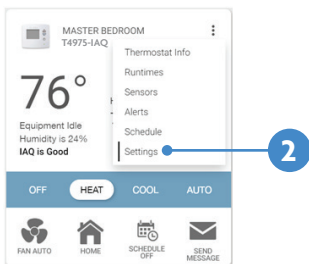 MASTER BEDROOM
T4975-IAQ
Thermostat Info
Runtimes
Sensors
Alerts
Schedule
Settings
2
76°
Equipment Idle
Humidity is 24%
IAQ is Good
OFF
HEAT
COOL
AUTO
FAN AUTO
HOME
SCHEDULE
OFF
SEND
MESSAGE